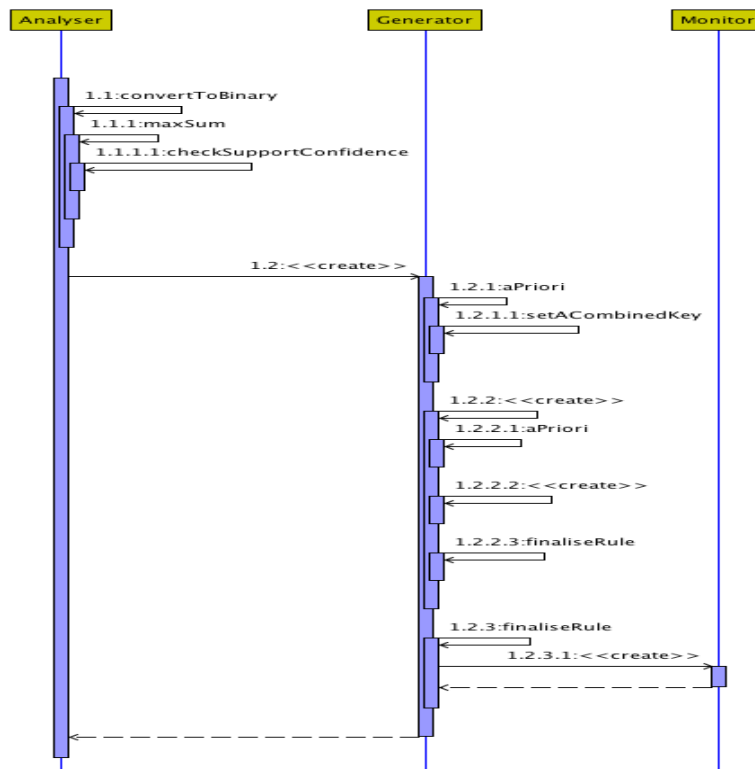 Analyser
Generator
Monitor
1.1:convertToBinary
1.1.1:maxSum
1.1.1.1:checkSupportConfidence
1.2:<<create>>
1.2.1:aPriori
1.2.1.1:setACombinedKey
1.2.2:<<create>>
1.2.2.1:aPriori
1.2.2.2:<<create>>
1.2.2.3:finaliseRule
1.2.3:finaliseRule
1.2.3.1:<<create>>